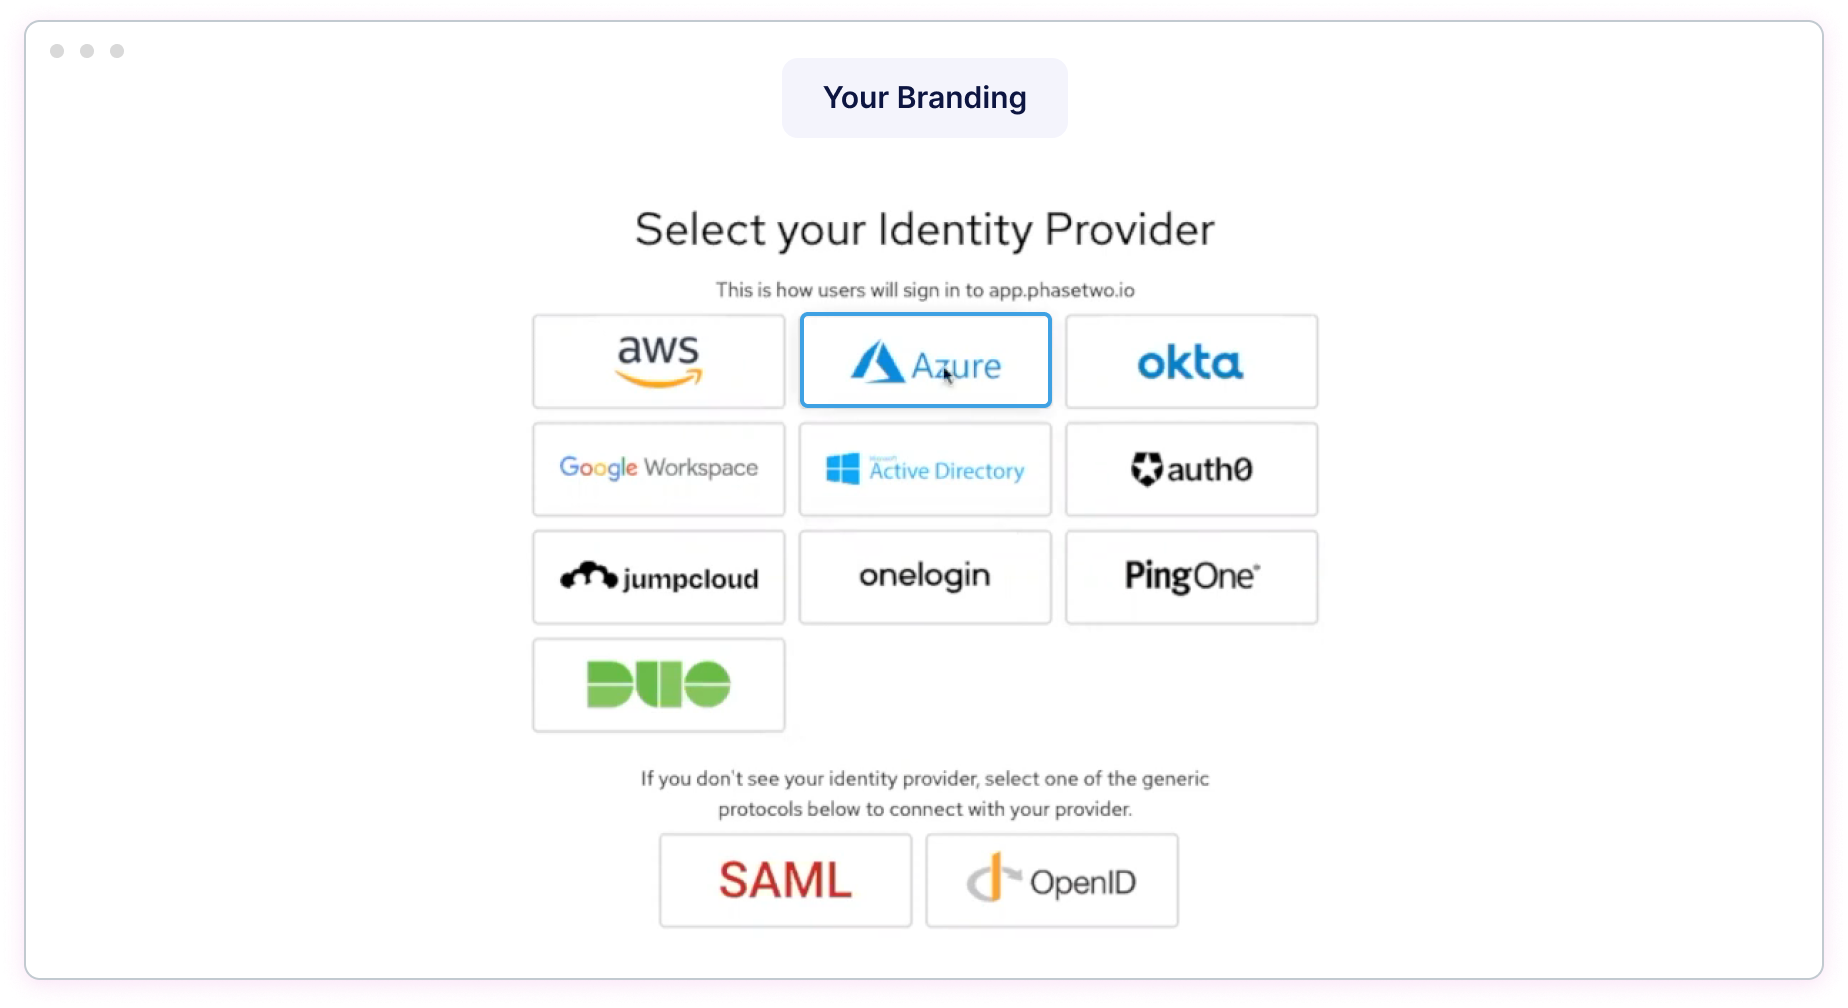 Your Branding
Select your Identity Provider
This is how users will sign in to app.phasetwo.io
aws
Azure
okta
Google Workspace
Microsoft
Active Directory
auth0
jumpcloud
onelogin
PingOne
DUO
If you don't see your identity provider, select one of the generic
protocols below to connect with your provider.
SAML
OpenID